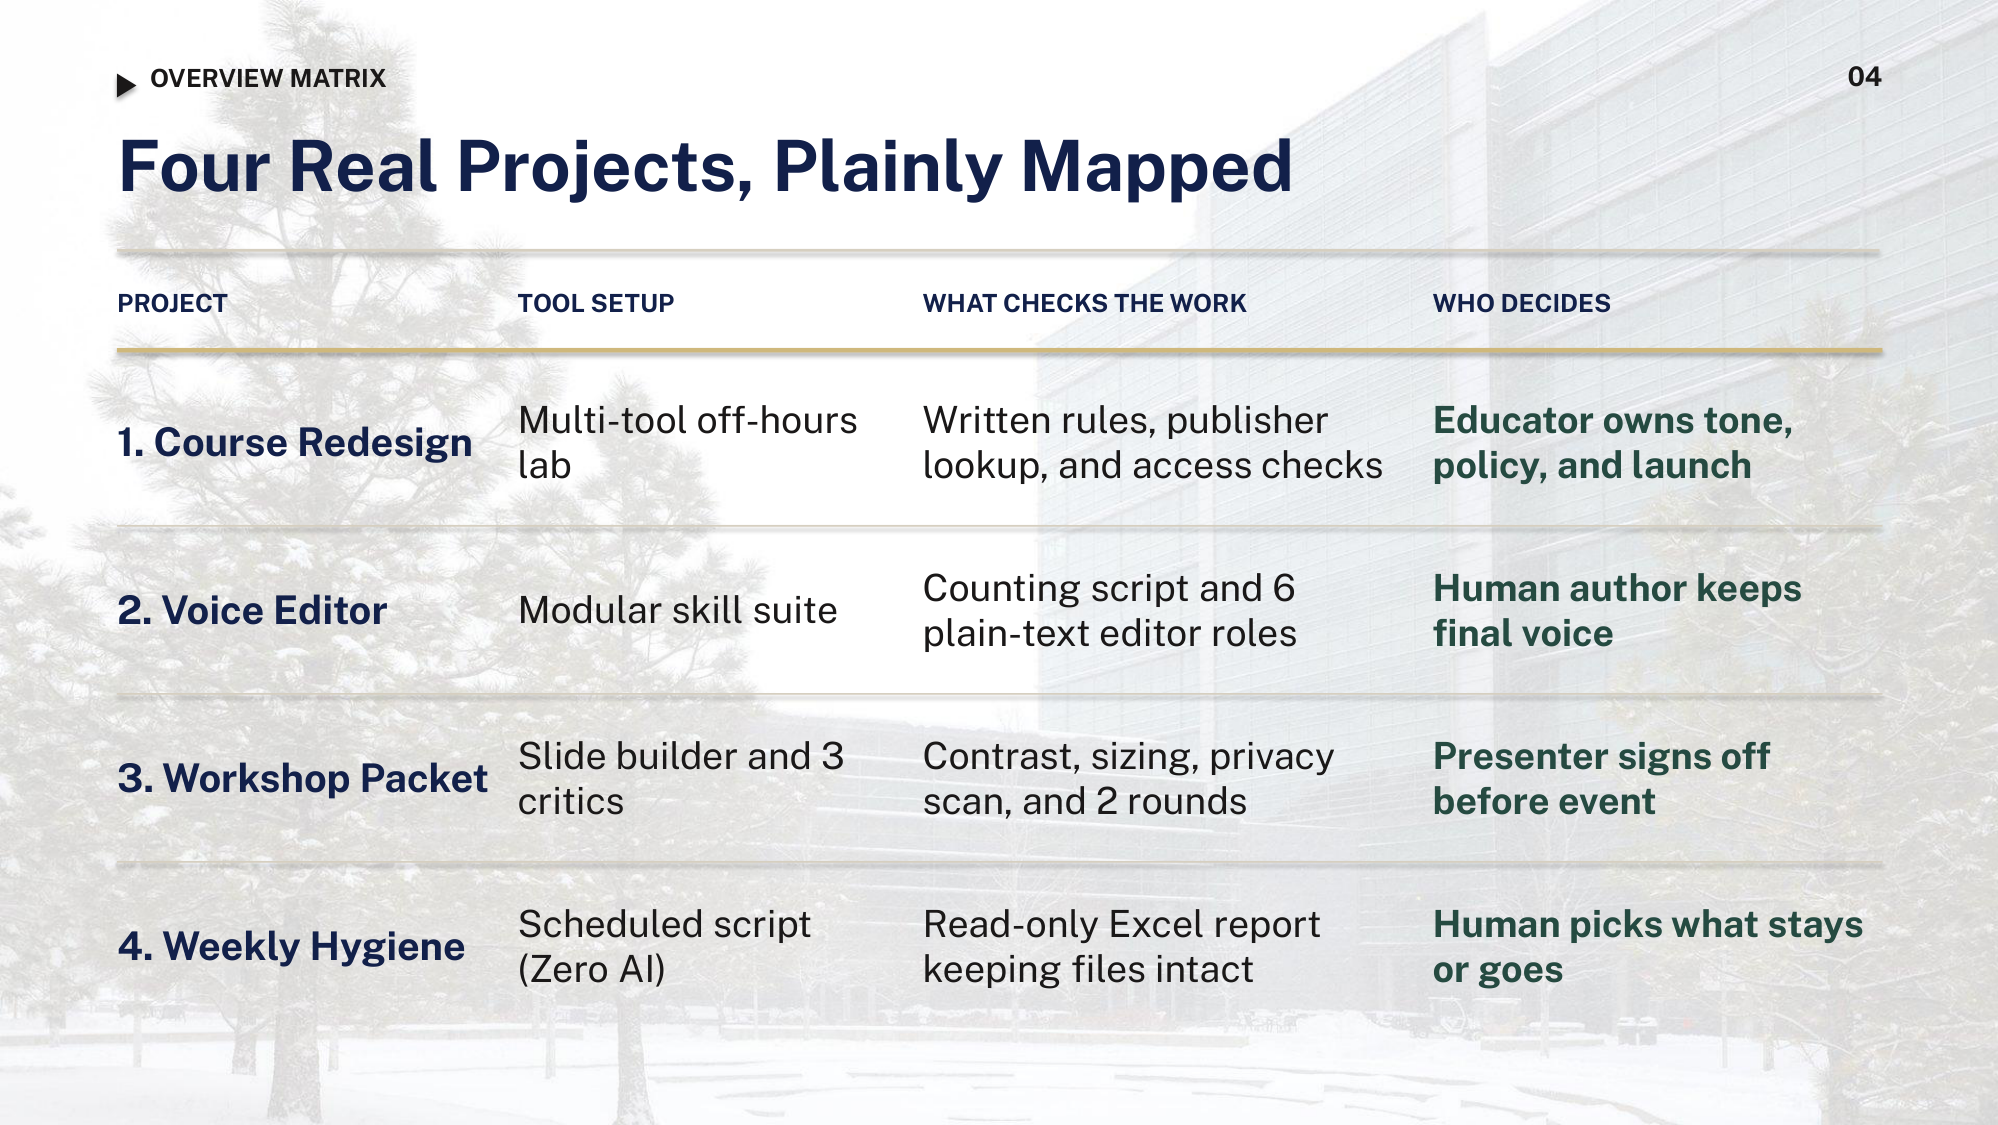 OVERVIEW MATRIX
04
Four Real Projects, Plainly Mapped
PROJECT
TOOL SETUP
WHAT CHECKS THE WORK
WHO DECIDES
1. Course Redesign
Multi-tool off-hours
lab
Written rules, publisher
lookup, and access checks
Educator owns tone,
policy, and launch
2. Voice Editor
Modular skill suite
Counting script and 6
plain-text editor roles
Human author keeps
final voice
3. Workshop Packet
Slide builder and 3
critics
Contrast, sizing, privacy
scan, and 2 rounds
Presenter signs off
before event
4. Weekly Hygiene
Scheduled script
(Zero AI)
Read-only Excel report
keeping files intact
Human picks what stays
or goes